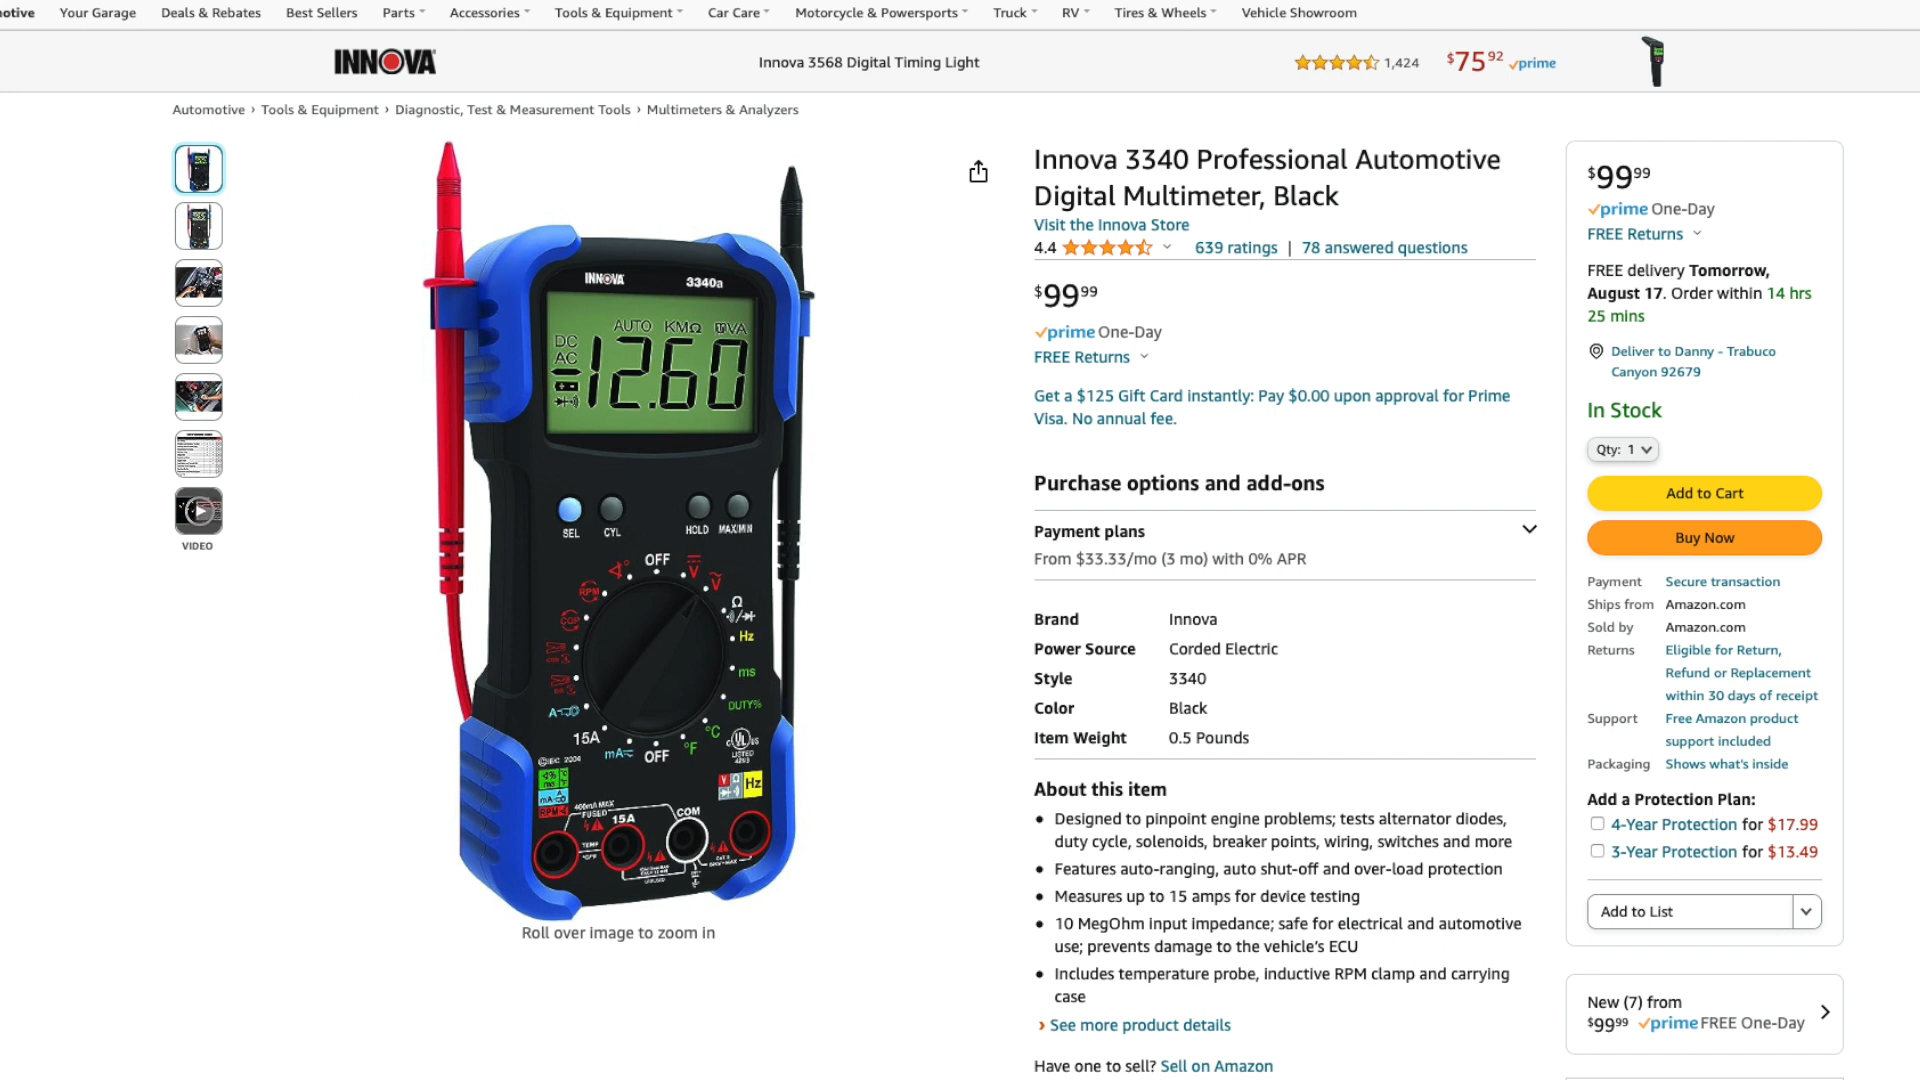 otive
Your Garage
Deals & Rebates
Best Sellers
Parts
Accessories
Tools & Equipment
Car Care
Motorcycle & Powersports
Truck
RV
Tires & Wheels
Vehicle Showroom
INNOVA
Innova 3568 Digital Timing Light
1,424
$75.92 prime
Automotive › Tools & Equipment › Diagnostic, Test & Measurement Tools › Multimeters & Analyzers
VIDEO
INNOVA 3340a
AUTO KMΩ mVA
DC
AC
12.60
SEL CYL HOLD MAX/MIN
OFF
V
V
RPM
Ω
Hz
ms
DUTY%
°C
°F
OFF
mA
15A
A
UL
LISTED
IEC 2004
400mA MAX
FUSED
15A
COM
TEMP
Hz
Roll over image to zoom in
Innova 3340 Professional Automotive
Digital Multimeter, Black
Visit the Innova Store
4.4 639 ratings | 78 answered questions
$99.99
prime One-Day
FREE Returns
Get a $125 Gift Card instantly: Pay $0.00 upon approval for Prime
Visa. No annual fee.
Purchase options and add-ons
Payment plans
From $33.33/mo (3 mo) with 0% APR
Brand Innova
Power Source Corded Electric
Style 3340
Color Black
Item Weight 0.5 Pounds
About this item
• Designed to pinpoint engine problems; tests alternator diodes,
duty cycle, solenoids, breaker points, wiring, switches and more
• Features auto-ranging, auto shut-off and over-load protection
• Measures up to 15 amps for device testing
• 10 MegOhm input impedance; safe for electrical and automotive
use; prevents damage to the vehicle's ECU
• Includes temperature probe, inductive RPM clamp and carrying
case
› See more product details
Have one to sell? Sell on Amazon
$99.99
prime One-Day
FREE Returns
FREE delivery Tomorrow,
August 17. Order within 14 hrs
25 mins
Deliver to Danny - Trabuco
Canyon 92679
In Stock
Qty: 1
Add to Cart
Buy Now
Payment Secure transaction
Ships from Amazon.com
Sold by Amazon.com
Returns Eligible for Return,
Refund or Replacement
within 30 days of receipt
Support Free Amazon product
support included
Packaging Shows what's inside
Add a Protection Plan:
4-Year Protection for $17.99
3-Year Protection for $13.49
Add to List
New (7) from
$99.99 prime FREE One-Day